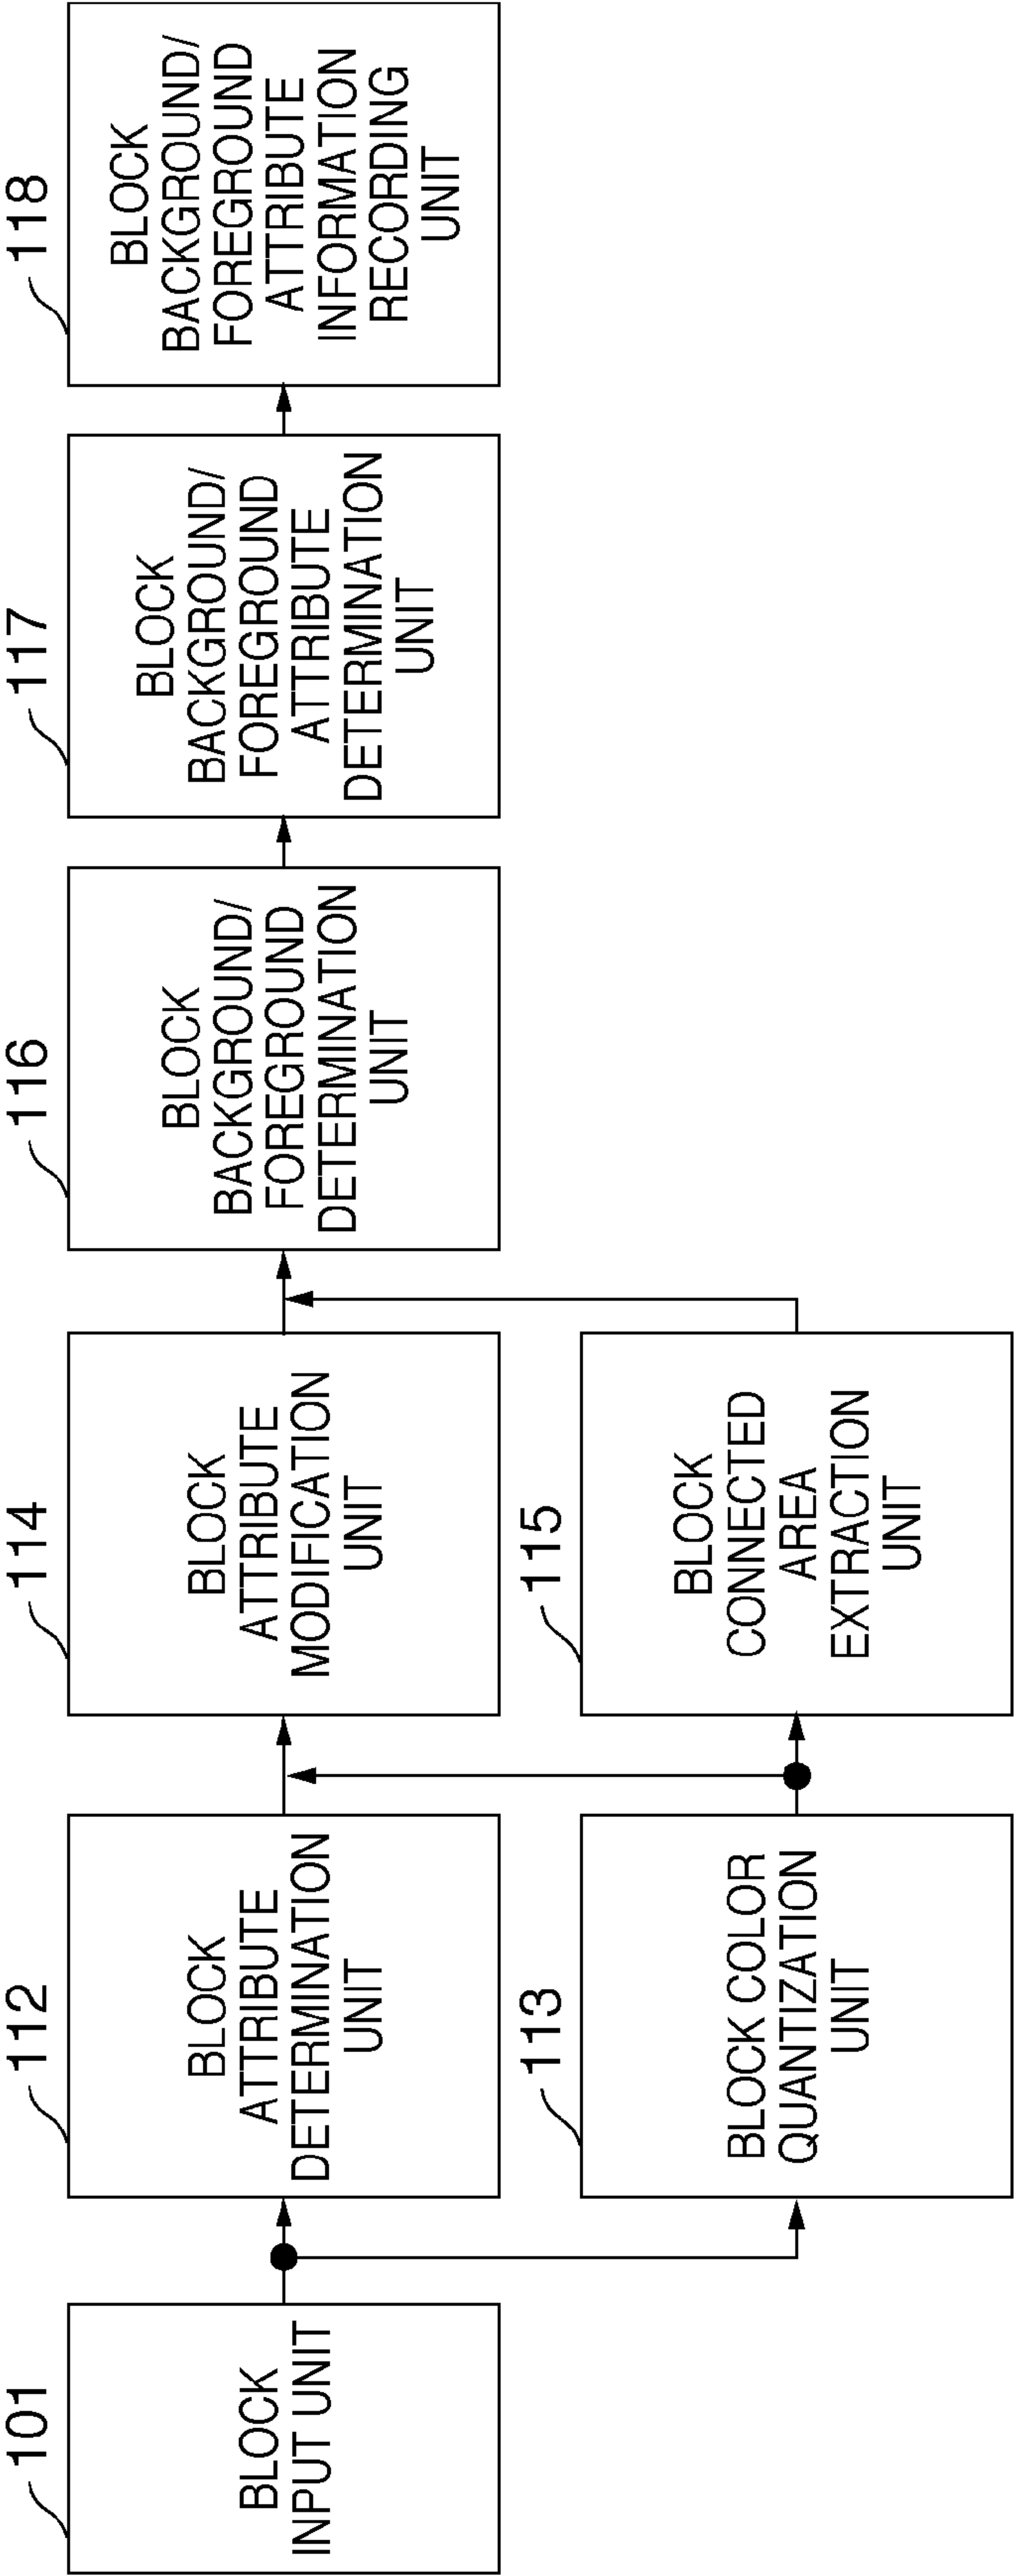 101
BLOCK
INPUT UNIT
112
BLOCK
ATTRIBUTE
DETERMINATION
UNIT
113
BLOCK COLOR
QUANTIZATION
UNIT
114
BLOCK
ATTRIBUTE
MODIFICATION
UNIT
115
BLOCK
CONNECTED
AREA
EXTRACTION
UNIT
116
BLOCK
BACKGROUND/
FOREGROUND
DETERMINATION
UNIT
117
BLOCK
BACKGROUND/
FOREGROUND
ATTRIBUTE
DETERMINATION
UNIT
118
BLOCK
BACKGROUND/
FOREGROUND
ATTRIBUTE
INFORMATION
RECORDING
UNIT